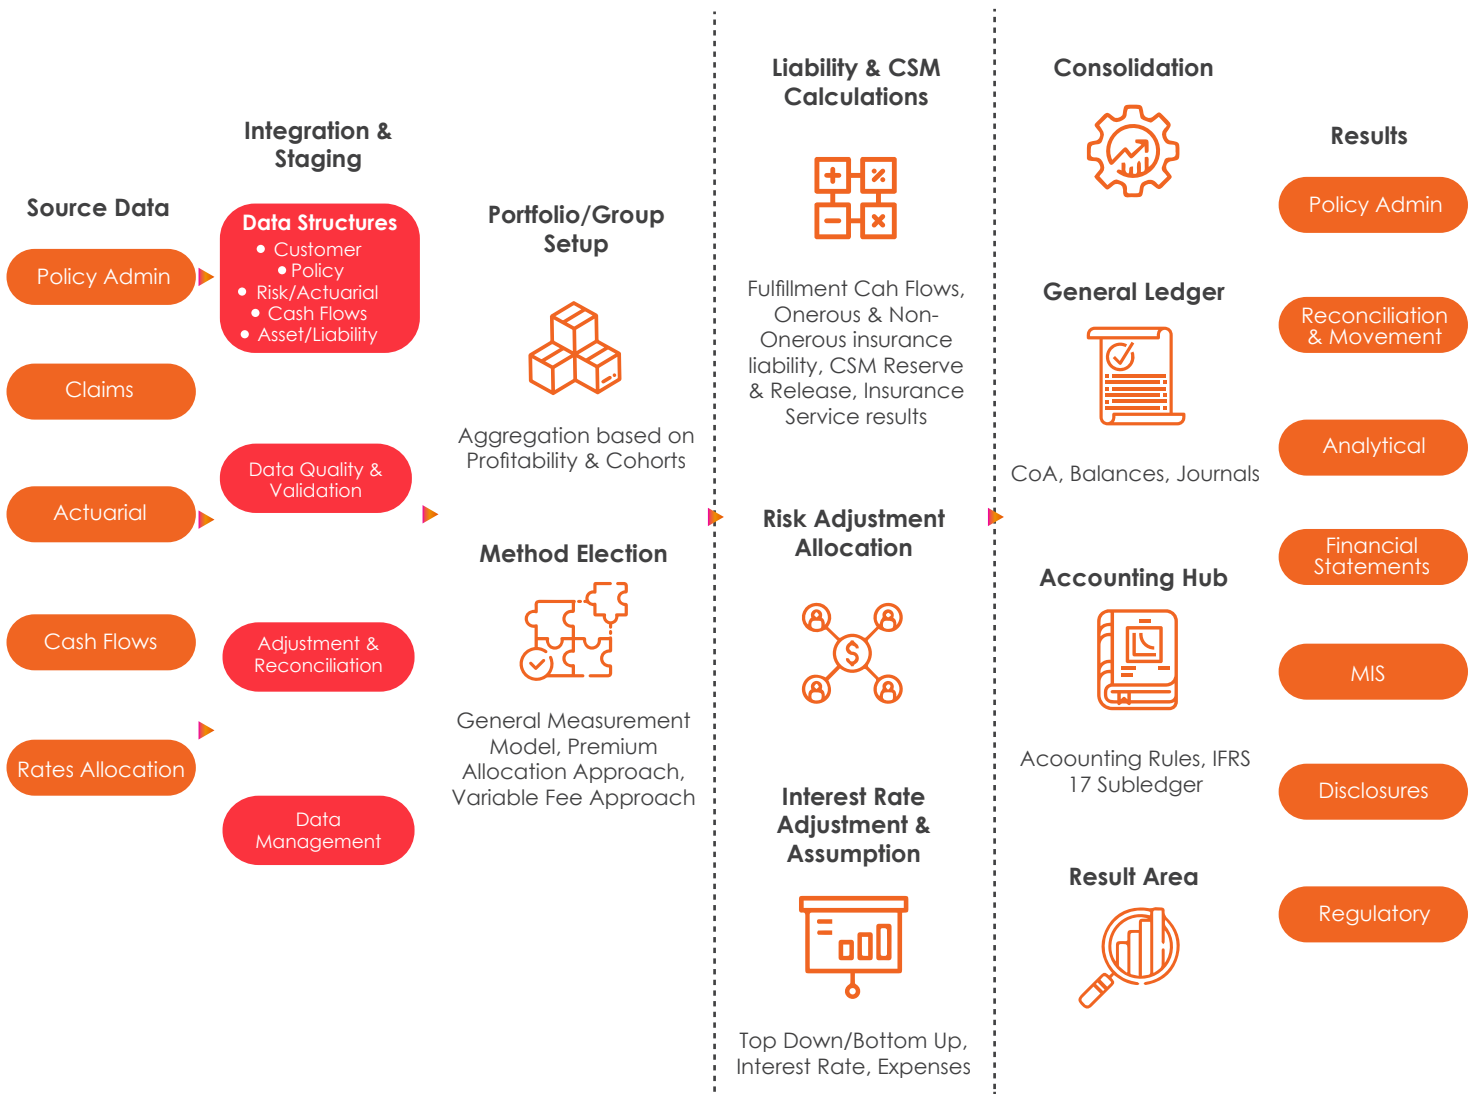 Source Data
Policy Admin
Claims
Actuarial
Cash Flows
Rates Allocation
Integration &
Staging
Data Structures
• Customer
• Policy
• Risk/Actuarial
• Cash Flows
• Asset/Liability
Data Quality &
Validation
Adjustment &
Reconciliation
Data
Management
Portfolio/Group
Setup
Aggregation based on
Profitability & Cohorts
Method Election
General Measurement
Model, Premium
Allocation Approach,
Variable Fee Approach
Liability & CSM
Calculations
Fulfillment Cah Flows,
Onerous & Non-
Onerous insurance
liability, CSM Reserve
& Release, Insurance
Service results
Risk Adjustment
Allocation
Interest Rate
Adjustment &
Assumption
Top Down/Bottom Up,
Interest Rate, Expenses
Consolidation
General Ledger
CoA, Balances, Journals
Accounting Hub
Acoounting Rules, IFRS
17 Subledger
Result Area
Results
Policy Admin
Reconciliation
& Movement
Analytical
Financial
Statements
MIS
Disclosures
Regulatory